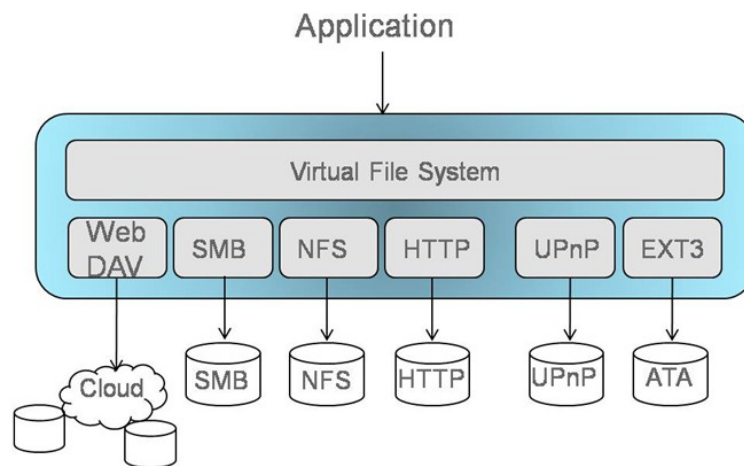 Application
Virtual File System
Web
DAV
SMB
NFS
HTTP
UPnP
EXT3
Cloud
SMB
NFS
HTTP
UPnP
ATA